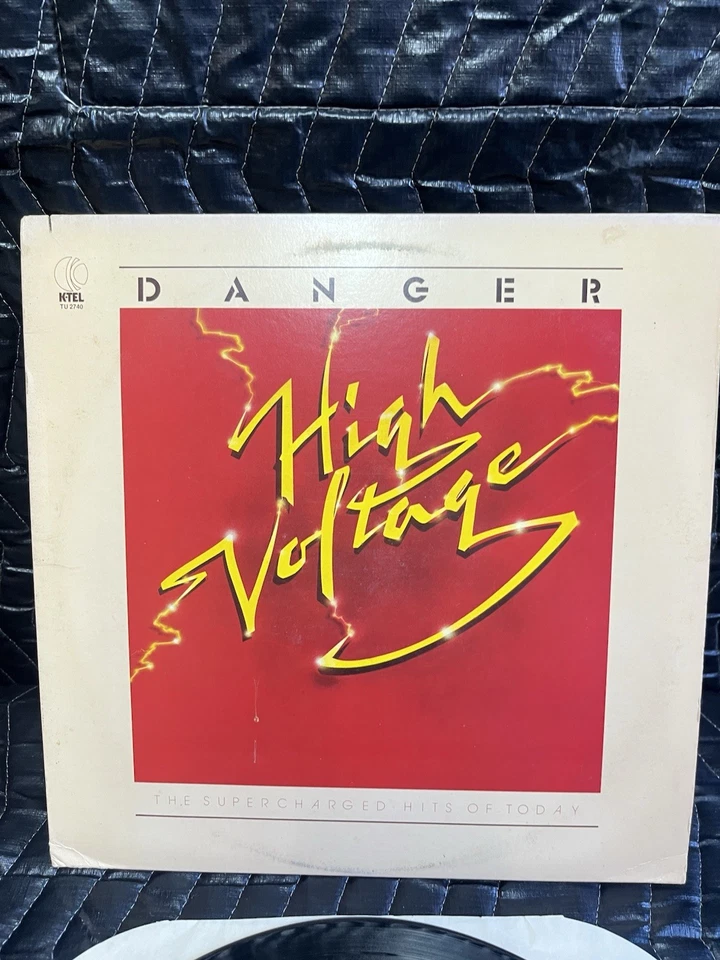 K-TEL
TU 2740
DANGER
High
Voltage
THE SUPERCHARGED HITS OF TODAY